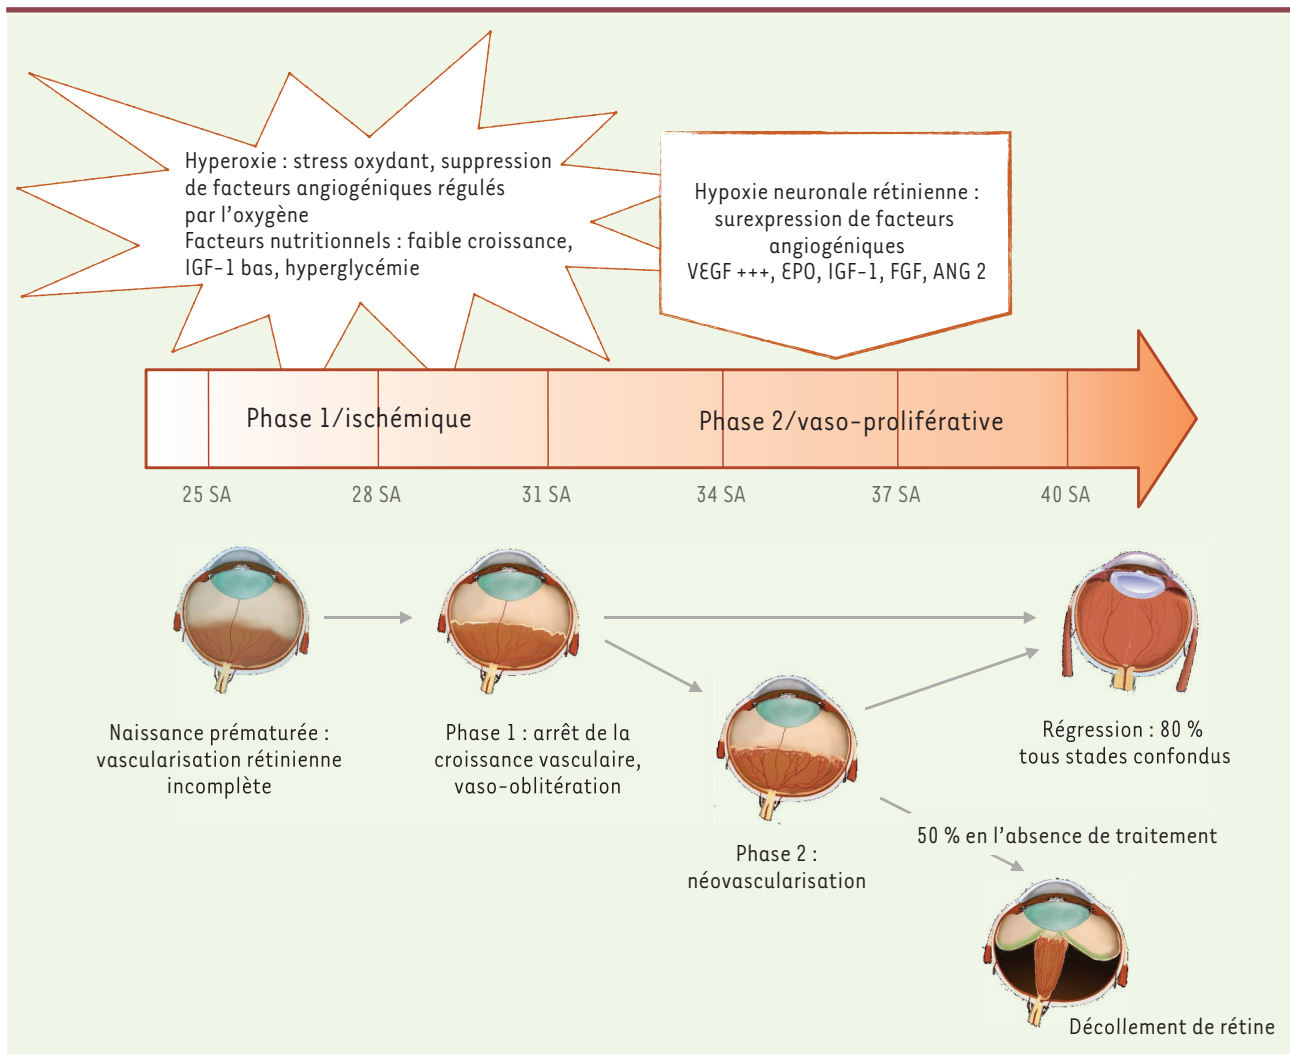 Hyperoxie : stress oxydant, suppression
de facteurs angiogéniques régulés
par l'oxygène
Facteurs nutritionnels : faible croissance,
IGF-1 bas, hyperglycémie
Hypoxie neuronale rétinienne :
surexpression de facteurs
angiogéniques
VEGF +++, EPO, IGF-1, FGF, ANG 2
Phase 1/ischémique
Phase 2/vaso-proliférative
25 SA
28 SA
31 SA
34 SA
37 SA
40 SA
Naissance prématurée :
vascularisation rétinienne
incomplète
Phase 1 : arrêt de la
croissance vasculaire,
vaso-oblitération
Phase 2 :
néovascularisation
Régression : 80 %
tous stades confondus
50 % en l'absence de traitement
Décollement de rétine